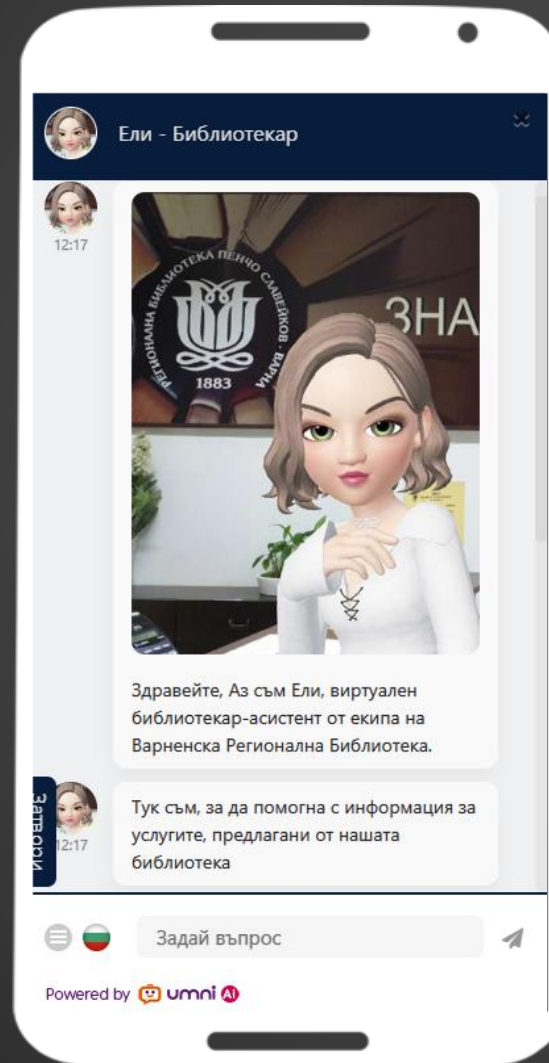 Ели - Библиотекар
12:17
РЕГИОНАЛНА БИБЛИОТЕКА ПЕНЧО СЛАВЕЙКОВ - ВАРНА
1883
ЗНА
Здравейте, Аз съм Ели, виртуален
библиотекар-асистент от екипа на
Варненска Регионална Библиотека.
Затвори
12:17
Тук съм, за да помогна с информация за
услугите, предлагани от нашата
библиотека
Задай въпрос
Powered by umni AI